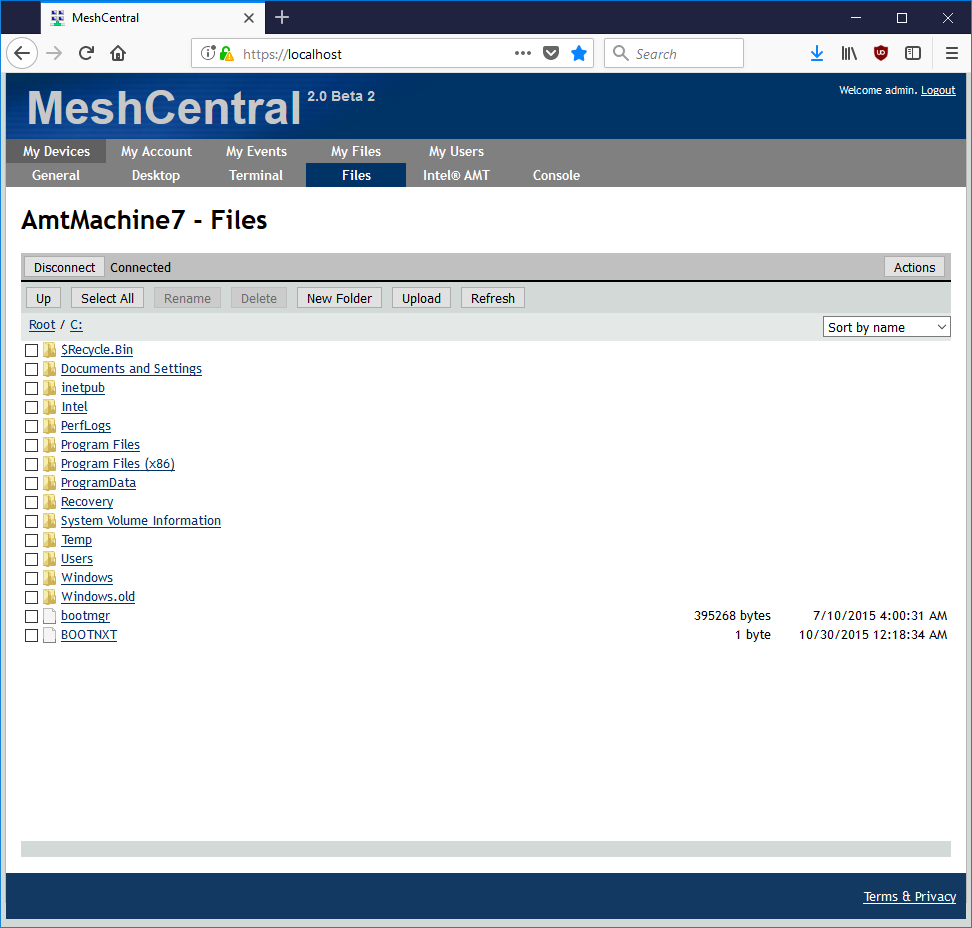 MeshCentral
https://localhost
Search
MeshCentral 2.0 Beta 2
Welcome admin. Logout
My Devices My Account My Events My Files My Users
General Desktop Terminal Files Intel® AMT Console
AmtMachine7 - Files
Disconnect Connected Actions
Up Select All Rename Delete New Folder Upload Refresh
Root / C: Sort by name
$Recycle.Bin
Documents and Settings
inetpub
Intel
PerfLogs
Program Files
Program Files (x86)
ProgramData
Recovery
System Volume Information
Temp
Users
Windows
Windows.old
bootmgr 395268 bytes 7/10/2015 4:00:31 AM
BOOTNXT 1 byte 10/30/2015 12:18:34 AM
Terms & Privacy